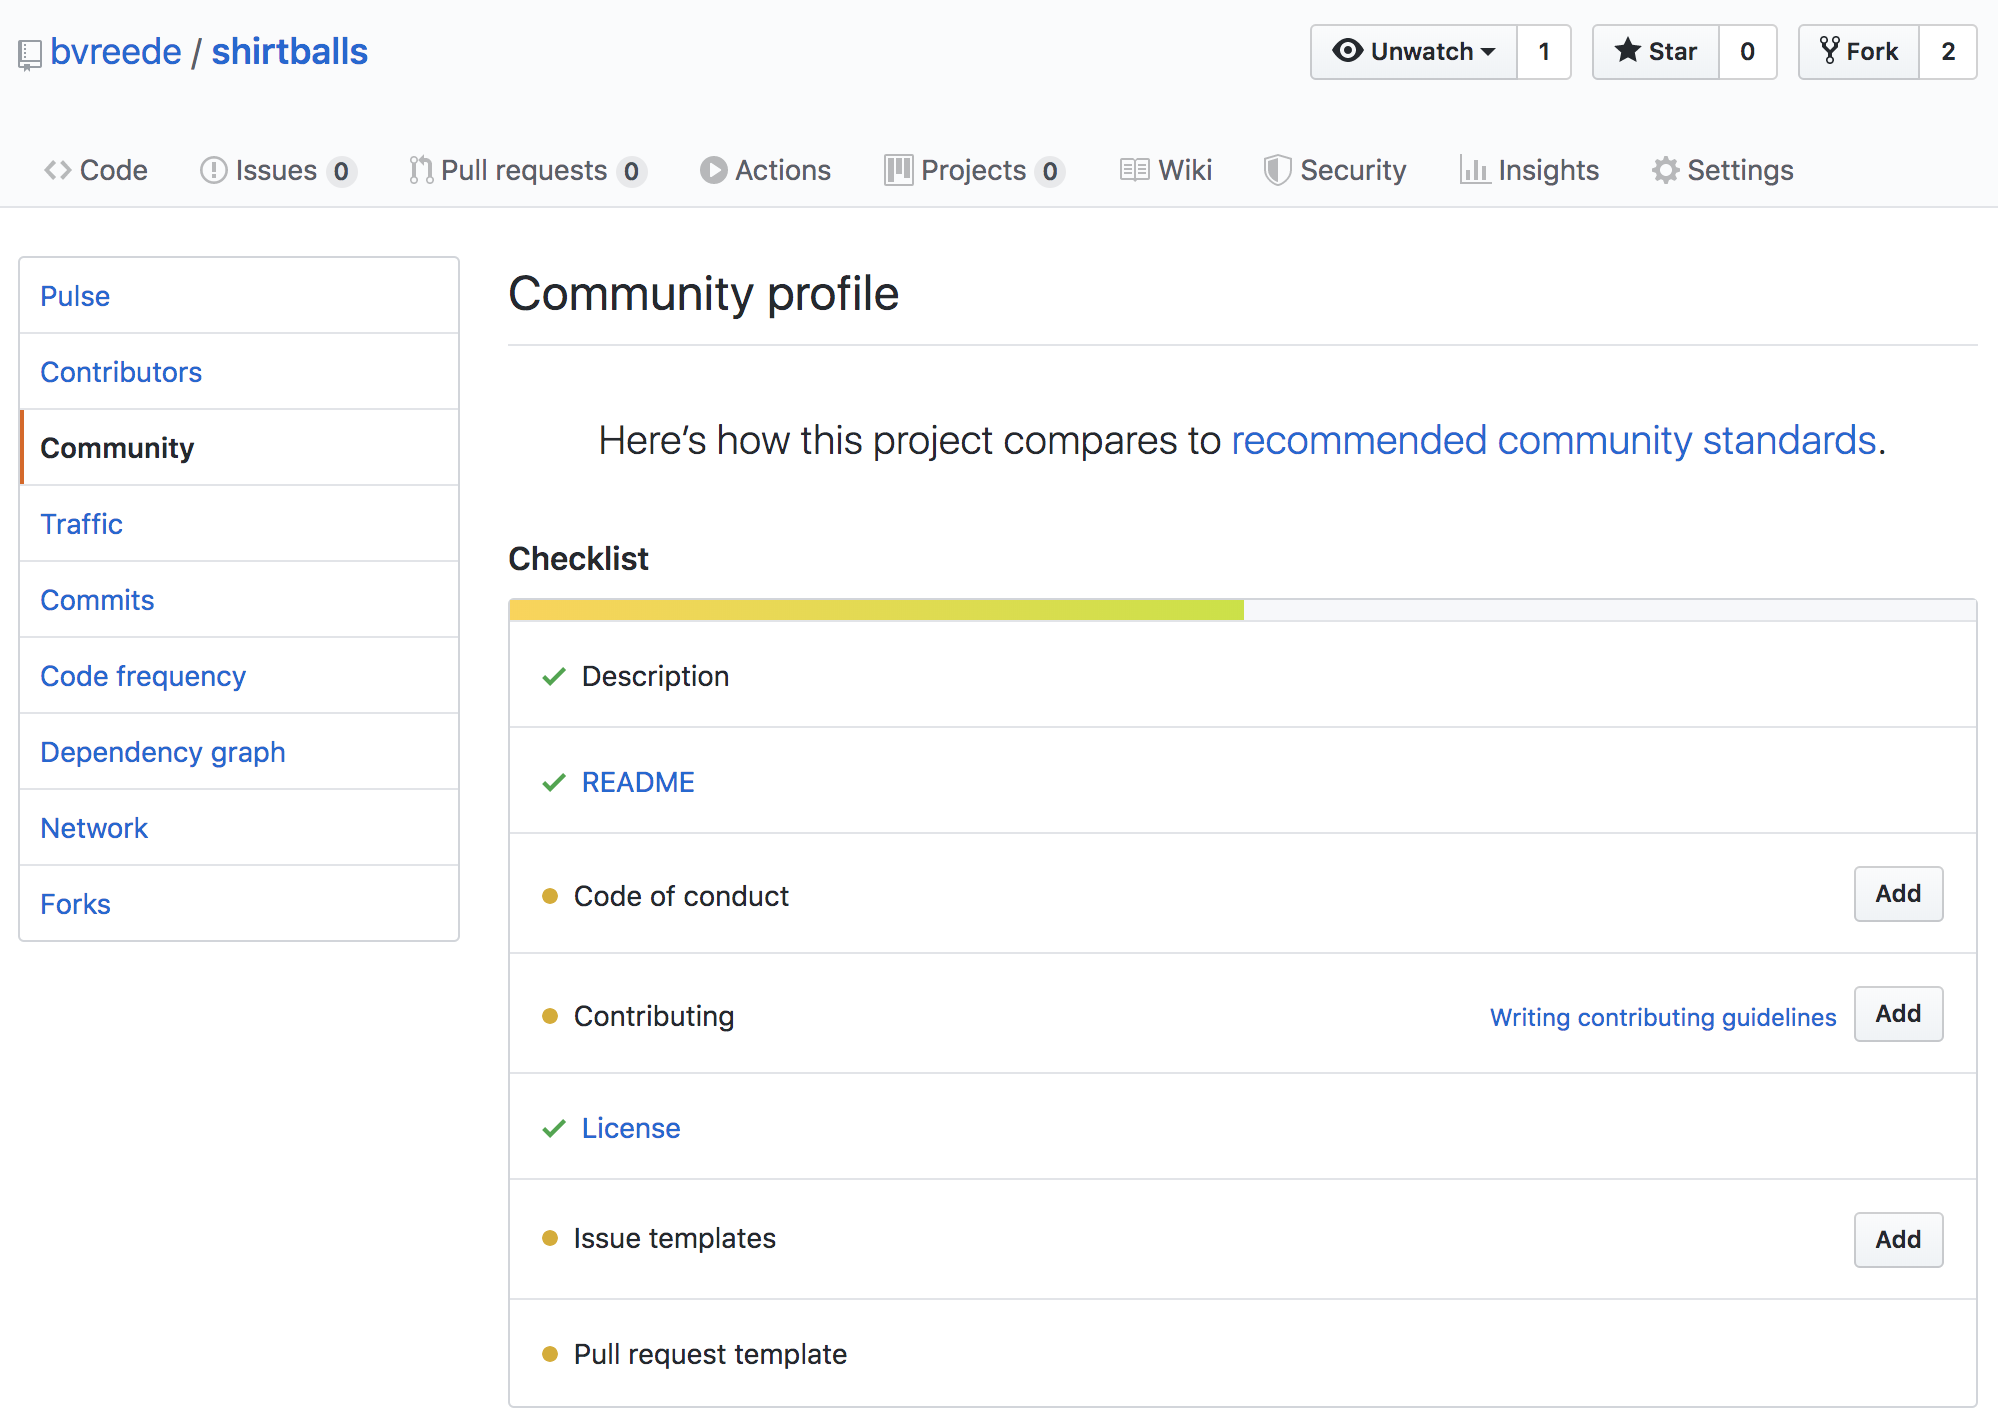 bvreede / shirtballs
Unwatch 1 Star 0 Fork 2
Code Issues 0 Pull requests 0 Actions Projects 0 Wiki Security Insights Settings
Pulse
Contributors
Community
Traffic
Commits
Code frequency
Dependency graph
Network
Forks
Community profile
Here’s how this project compares to recommended community standards.
Checklist
Description
README
Code of conduct Add
Contributing Writing contributing guidelines Add
License
Issue templates Add
Pull request template